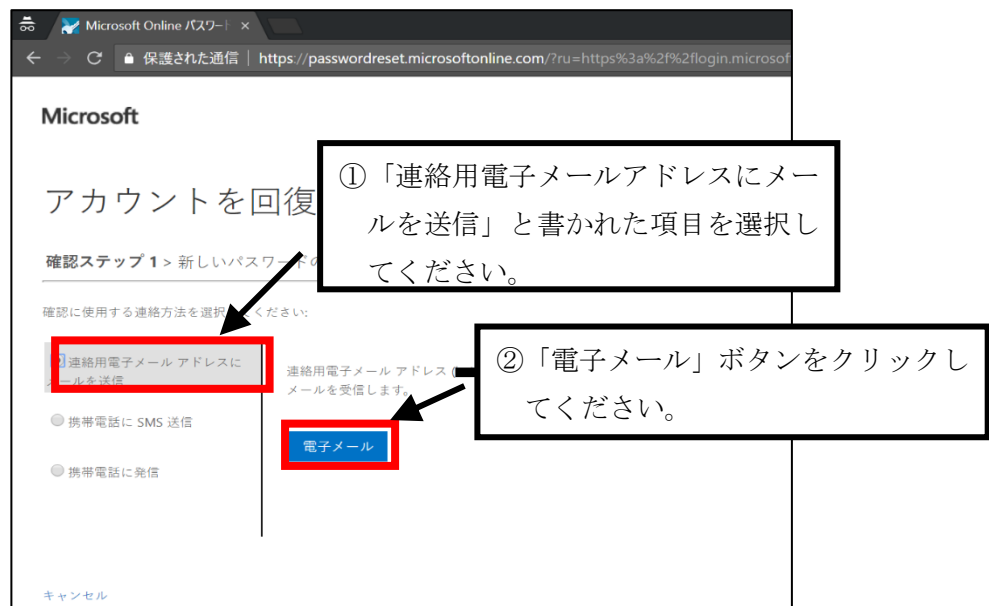 Microsoft Online パスワード
保護された通信 | https://passwordreset.microsoftonline.com/?ru=https%3a%2f%2flogin.microsof
Microsoft
アカウントを回復
①「連絡用電子メールアドレスにメー
ルを送信」と書かれた項目を選択し
てください。
確認ステップ 1 > 新しいパスワードの
確認に使用する連絡方法を選択してください:
連絡用電子メール アドレスに
メールを送信
携帯電話に SMS 送信
携帯電話に発信
連絡用電子メール アドレス
メールを受信します。
電子メール
②「電子メール」ボタンをクリックし
てください。
キャンセル